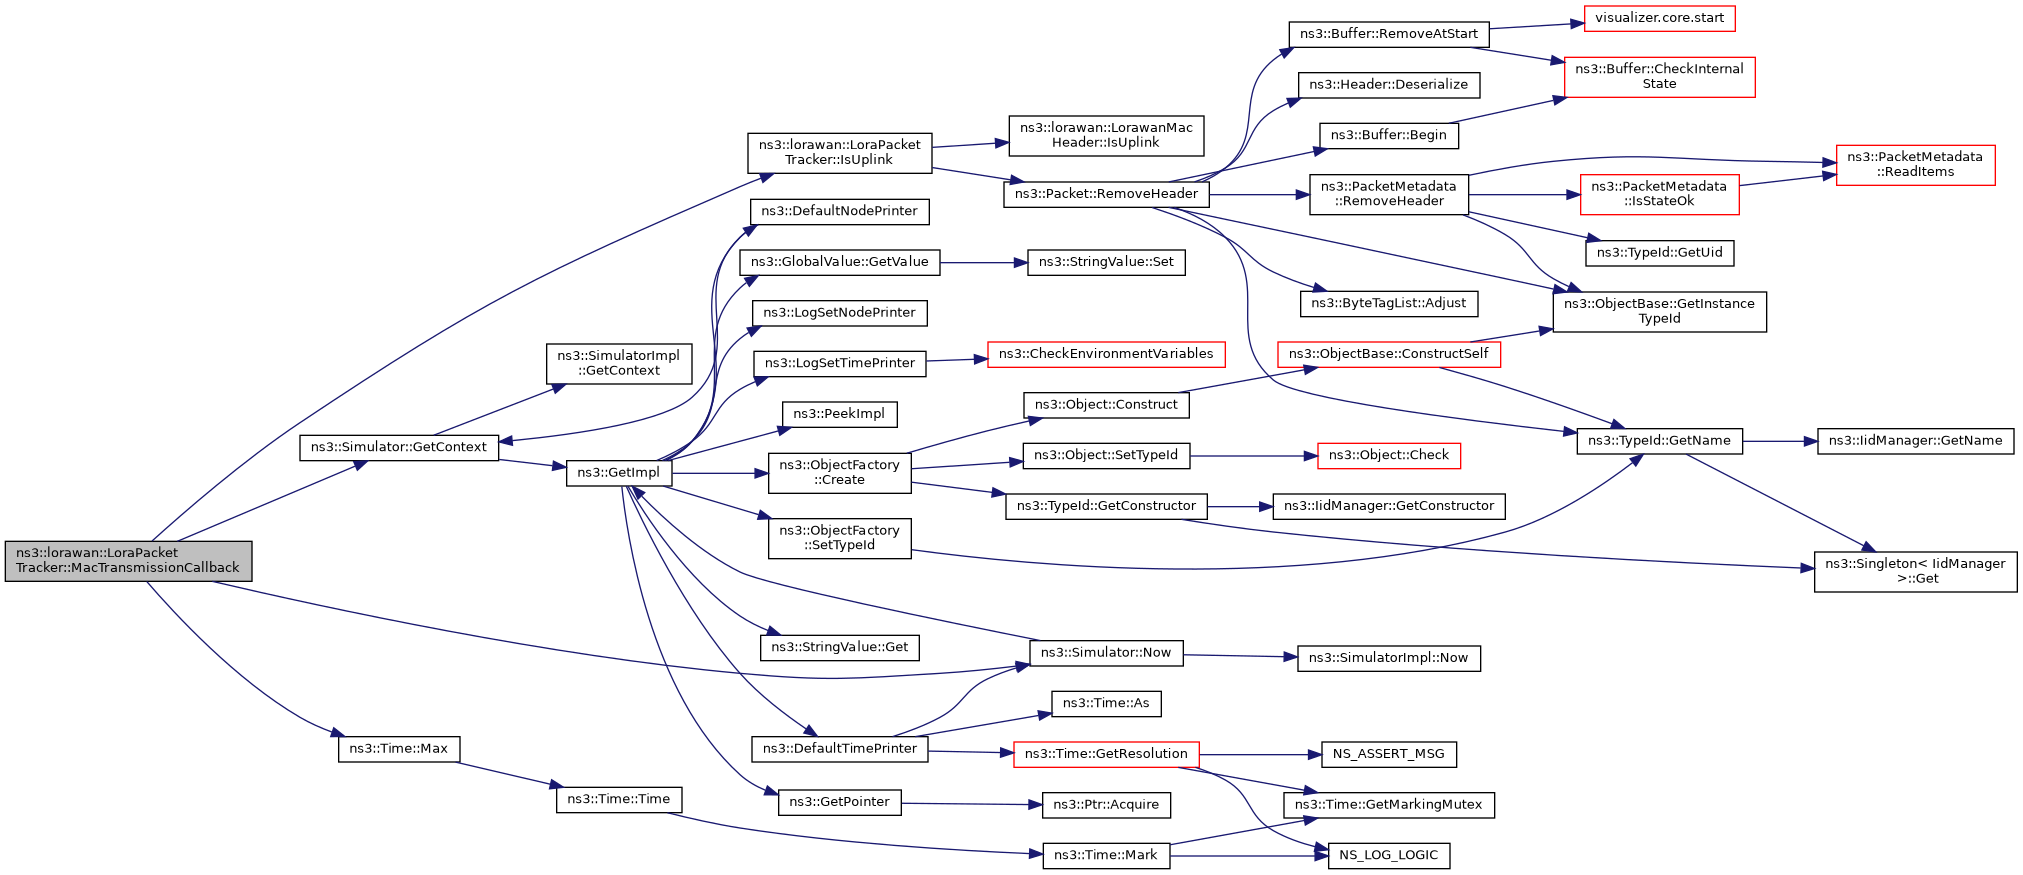 ns3::lorawan::LoraPacket
Tracker::MacTransmissionCallback
ns3::Simulator::GetContext
ns3::Time::Max
ns3::SimulatorImpl
::GetContext
ns3::GetImpl
ns3::Time::Time
ns3::lorawan::LoraPacket
Tracker::IsUplink
ns3::DefaultNodePrinter
ns3::GlobalValue::GetValue
ns3::LogSetNodePrinter
ns3::LogSetTimePrinter
ns3::PeekImpl
ns3::ObjectFactory
::Create
ns3::ObjectFactory
::SetTypeId
ns3::StringValue::Get
ns3::DefaultTimePrinter
ns3::GetPointer
ns3::lorawan::LorawanMac
Header::IsUplink
ns3::Packet::RemoveHeader
ns3::StringValue::Set
ns3::CheckEnvironmentVariables
ns3::Object::Construct
ns3::Object::SetTypeId
ns3::TypeId::GetConstructor
ns3::Simulator::Now
ns3::Time::As
ns3::Time::GetResolution
ns3::Ptr::Acquire
ns3::Time::Mark
ns3::Buffer::RemoveAtStart
ns3::Header::Deserialize
ns3::Buffer::Begin
ns3::PacketMetadata
::RemoveHeader
ns3::ByteTagList::Adjust
ns3::ObjectBase::ConstructSelf
ns3::Object::Check
ns3::IidManager::GetConstructor
ns3::SimulatorImpl::Now
NS_ASSERT_MSG
ns3::Time::GetMarkingMutex
NS_LOG_LOGIC
visualizer.core.start
ns3::Buffer::CheckInternal
State
ns3::PacketMetadata
::IsStateOk
ns3::TypeId::GetUid
ns3::ObjectBase::GetInstance
TypeId
ns3::TypeId::GetName
ns3::PacketMetadata
::ReadItems
ns3::IidManager::GetName
ns3::Singleton< IidManager
>::Get